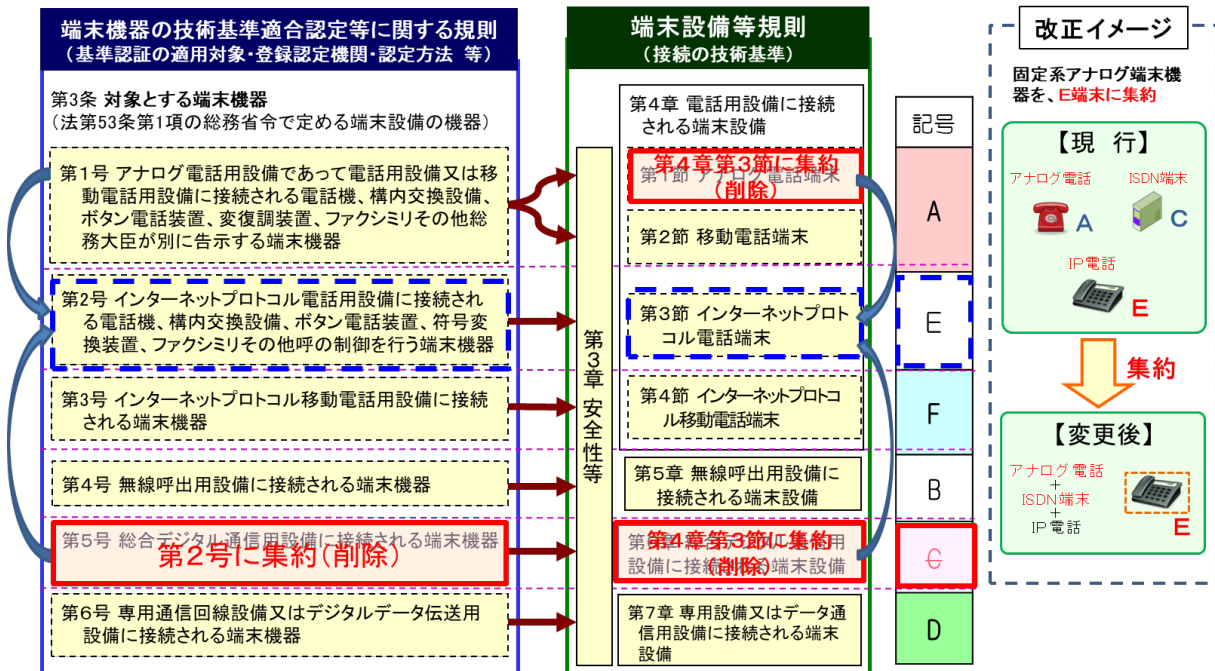 端末機器の技術基準適合認定等に関する規則
（基準認証の適用対象・登録認定機関・認定方法 等）
第3条 対象とする端末機器
（法第53条第1項の総務省令で定める端末設備の機器）
第1号 アナログ電話用設備であって電話用設備又は移
動電話用設備に接続される電話機、構内交換設備、
ボタン電話装置、変復調装置、ファクシミリその他総
務大臣が別に告示する端末機器
第2号 インターネットプロトコル電話用設備に接続され
る電話機、構内交換設備、ボタン電話装置、符号変
換装置、ファクシミリその他呼の制御を行う端末機器
第3号 インターネットプロトコル移動電話用設備に接続
される端末機器
第4号 無線呼出用設備に接続される端末機器
第5号 総合デジタル通信用設備に接続される端末機器
第2号に集約（削除）
第6号 専用通信回線設備又はデジタルデータ伝送用
設備に接続される端末機器
端末設備等規則
（接続の技術基準）
第3章 安全性等
第4章 電話用設備に接続
される端末設備
第1節 アナログ電話端末
第4章第3節に集約
（削除）
第2節 移動電話端末
第3節 インターネットプロト
コル電話端末
第4節 インターネットプロトコ
ル移動電話端末
第5章 無線呼出用設備に
接続される端末設備
第4章第3節に集約
（削除）
第7章 専用設備又はデータ通
信用設備に接続される端末
設備
記号
A
E
F
B
C
D
改正イメージ
固定系アナログ端末機
器を、E端末に集約
【現 行】
アナログ電話
ISDN端末
A
C
IP電話
E
集約
【変更後】
アナログ電話
+
ISDN端末
+
IP電話
E